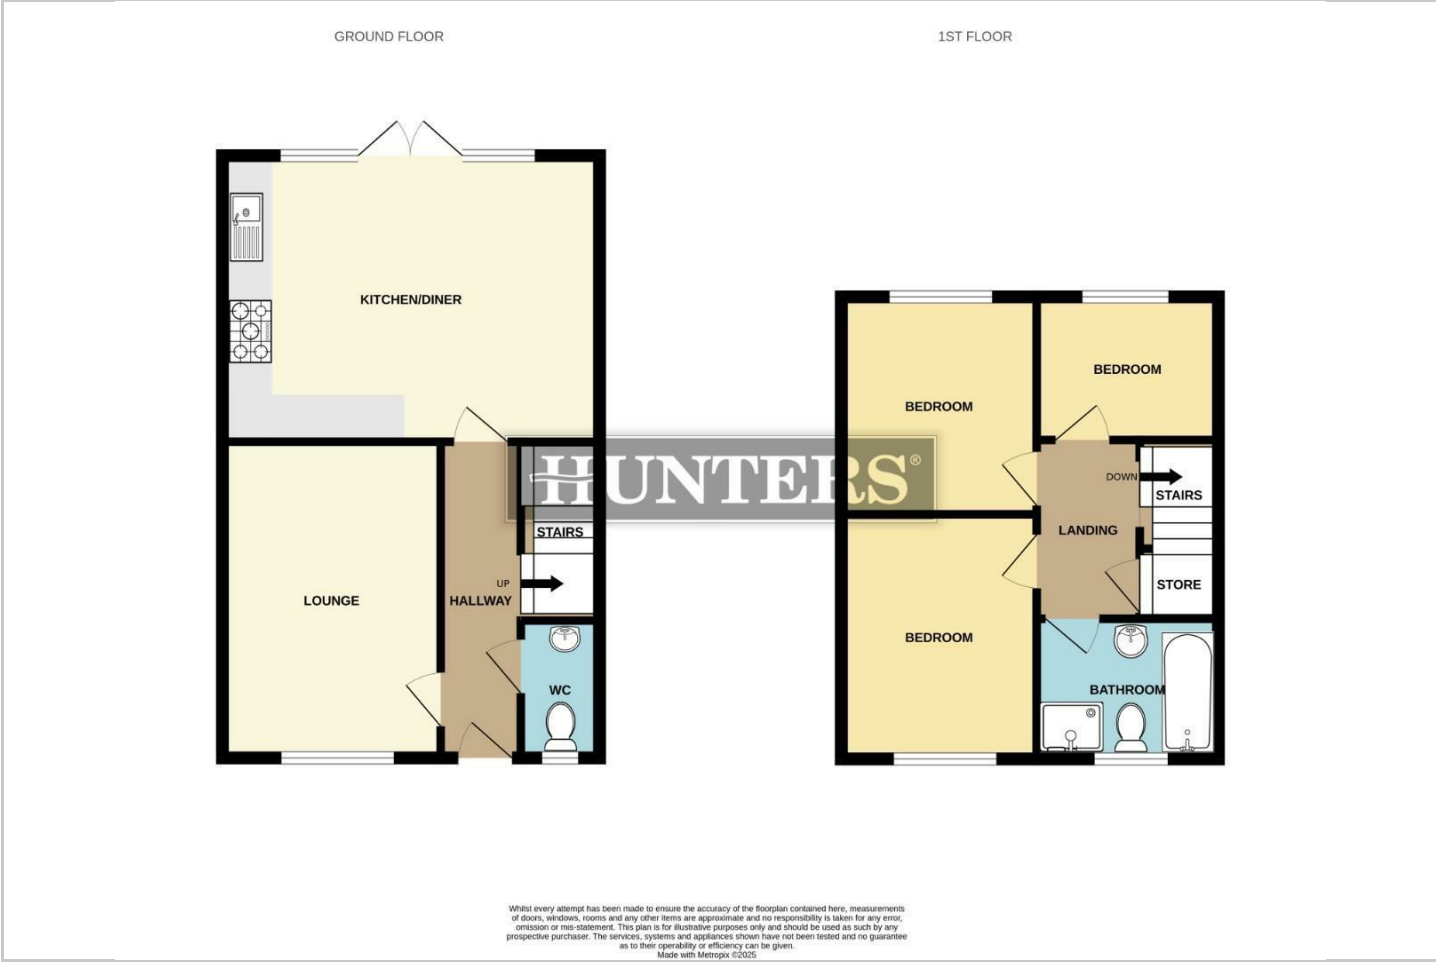 GROUND FLOOR
1ST FLOOR
KITCHEN/DINER
BEDROOM
BEDROOM
HUNTERS®
DOWN
STAIRS
STAIRS
LANDING
UP
STORE
LOUNGE
HALLWAY
BEDROOM
WC
BATHROOM
Whilst every attempt has been made to ensure the accuracy of the floorplan contained here, measurements
of doors, windows, rooms and any other items are approximate and no responsibility is taken for any error,
omission or mis-statement. This plan is for illustrative purposes only and should be used as such by any
prospective purchaser. The services, systems and appliances shown have not been tested and no guarantee
as to their operability or efficiency can be given.
Made with Metropix ©2025